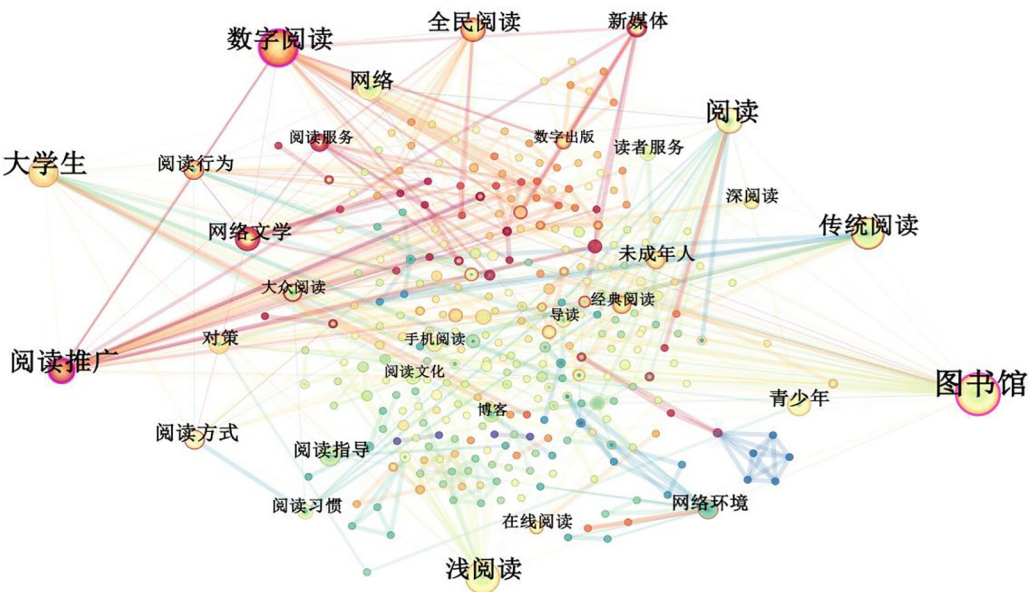 全民阅读
新媒体
数字阅读
网络
阅读
阅读服务
数字出版
读者服务
大学生
阅读行为
深阅读
网络文学
传统阅读
未成年人
大众阅读
经典阅读
导读
对策
手机阅读
阅读推广
阅读文化
图书馆
青少年
博客
阅读方式
阅读指导
阅读习惯
网络环境
在线阅读
浅阅读